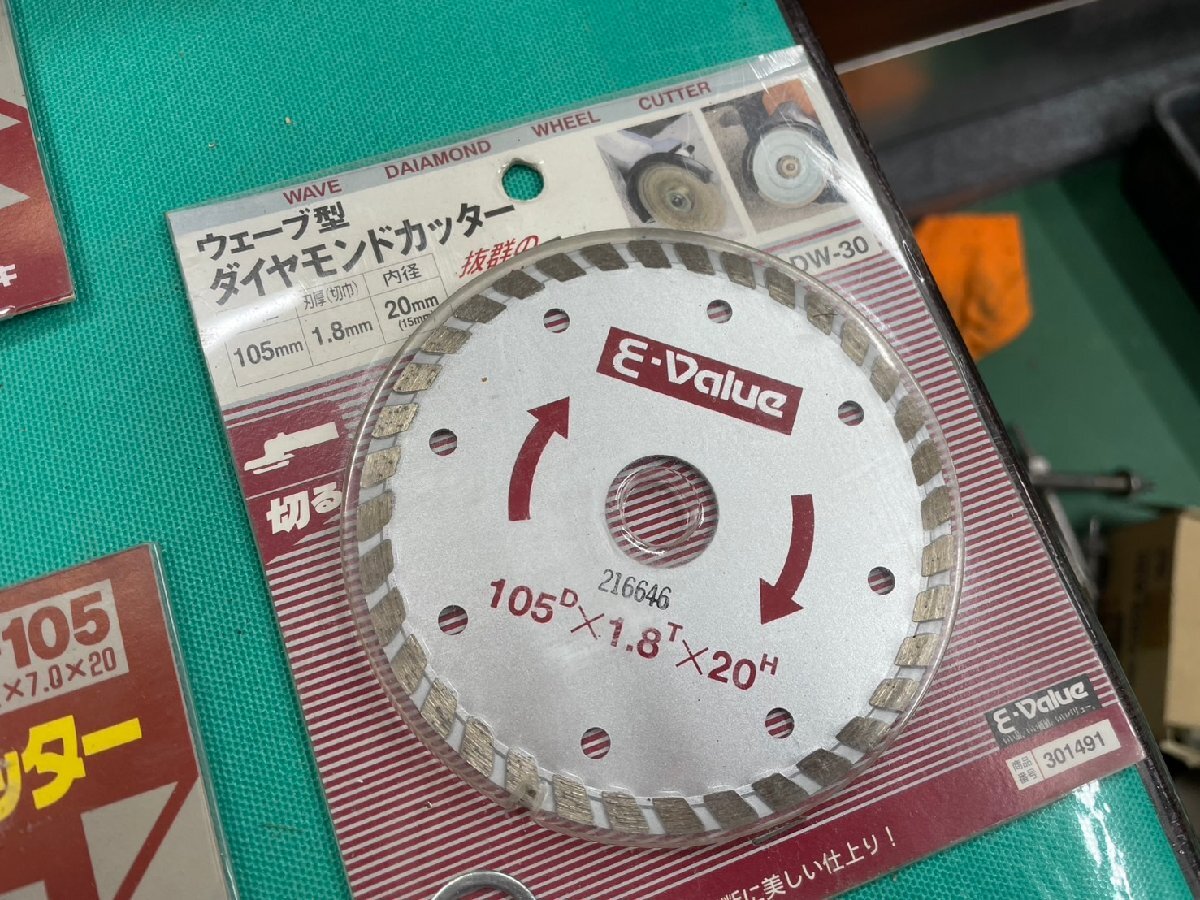 WAVE DAIAMOND WHEEL CUTTER
ウェーブ型
ダイヤモンドカッター
抜群の
DW-30
刃厚(切巾)
内径
105mm
1.8mm
20mm
(15mm)
切る
E-Value
216646
105D×1.8T×20H
E-Value
商品
番号
301491
断に美しい仕上り!
105
×7.0×20
ッター
キ